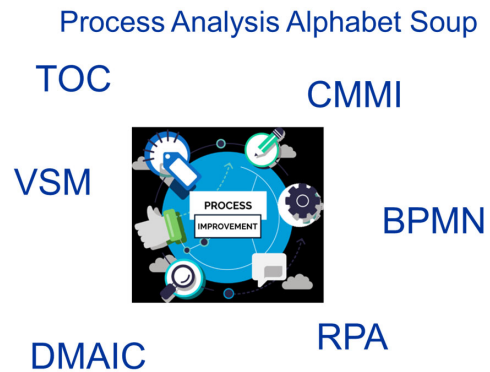 Process Analysis Alphabet Soup
TOC
CMMI
VSM
PROCESS
IMPROVEMENT
BPMN
RPA
DMAIC